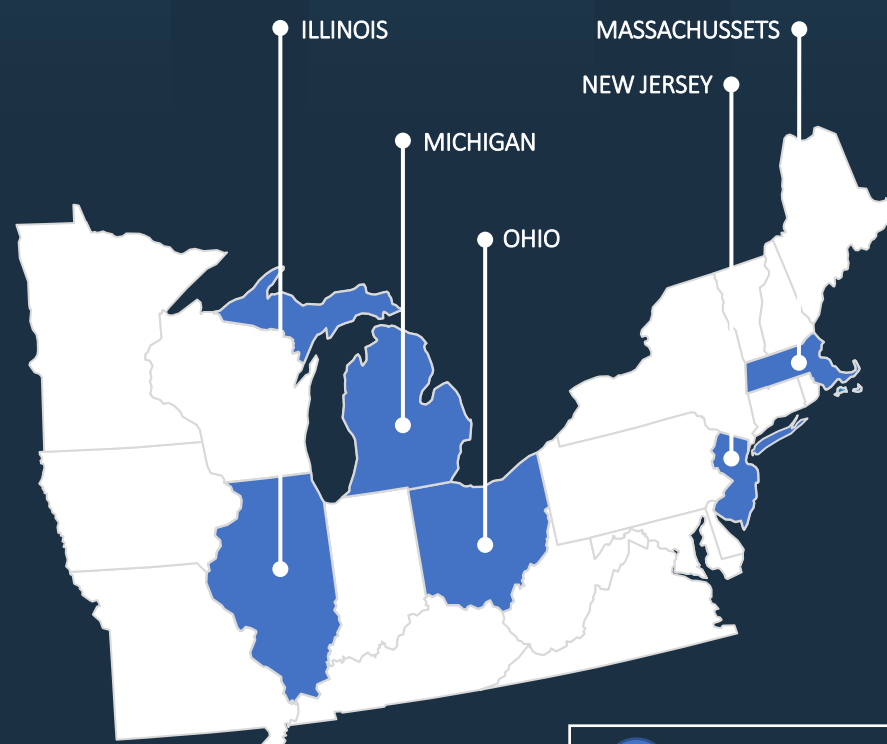 ILLINOIS
MASSACHUSSETS
NEW JERSEY
MICHIGAN
OHIO